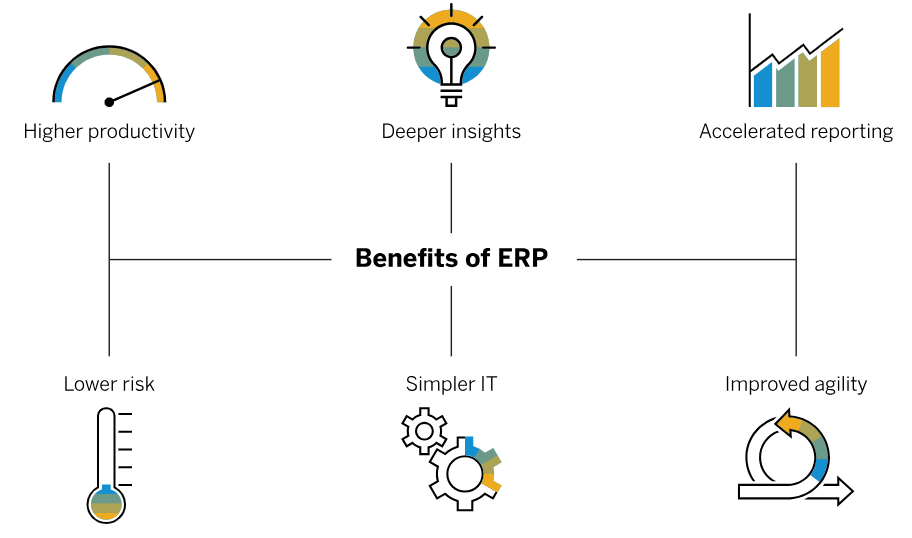 Higher productivity
Deeper insights
Accelerated reporting
Benefits of ERP
Lower risk
Simpler IT
Improved agility